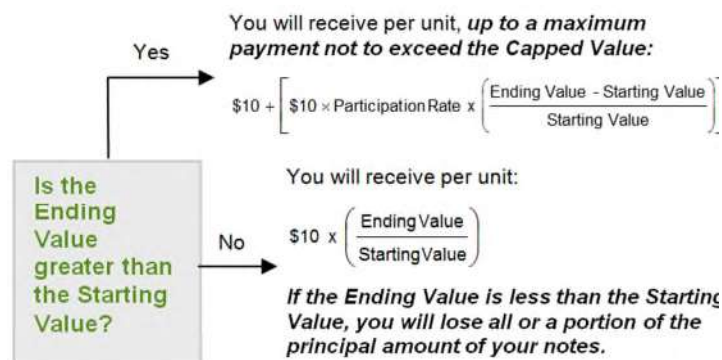 You will receive per unit, up to a maximum
payment not to exceed the Capped Value:
Yes
$10 + [ $10 × Participation Rate x ( Ending Value - Starting Value / Starting Value ) ]
Is the
Ending
Value
greater than
the Starting
Value?
No
You will receive per unit:
$10 x ( Ending Value / Starting Value )
If the Ending Value is less than the Starting
Value, you will lose all or a portion of the
principal amount of your notes.